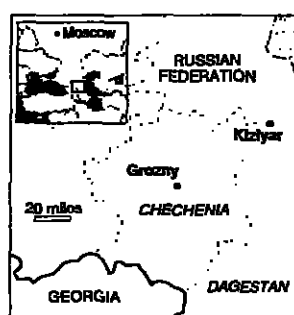 Moscow
RUSSIAN
FEDERATION
Kizlyar
Grozny
20 miles
CHECHENIA
DAGESTAN
GEORGIA